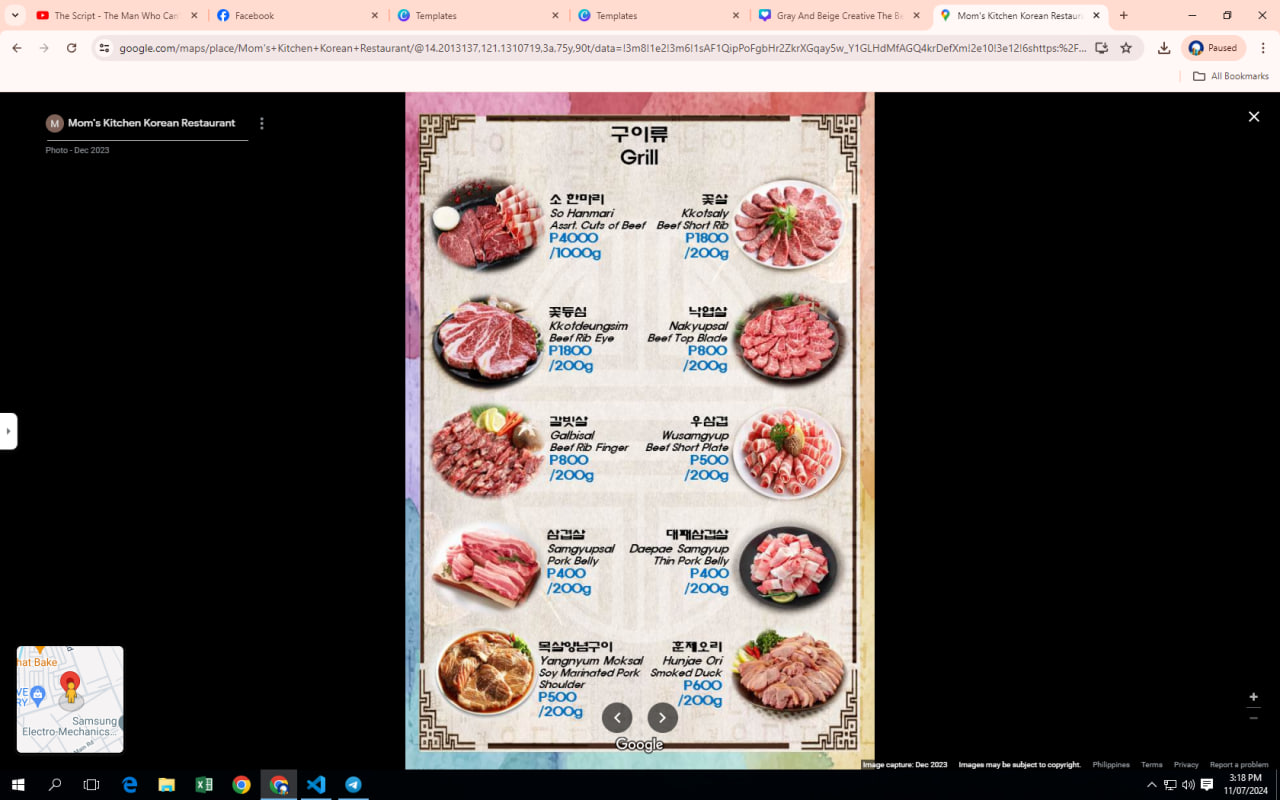 The Script - The Man Who Can'
Facebook
Templates
Templates
Gray And Beige Creative The Be
Mom's Kitchen Korean Restaura
google.com/maps/place/Mom's+Kitchen+Korean+Restaurant/@14.2013137,121.1310719,3a.75y,90t/data=!3m8!1e2!3m6!1sAF1QipPoFgbHr2ZkrXGqay5w_Y1GLHdMfAGQ4krDefXm!2e10!3e12!6shttps:%2F...
Paused
All Bookmarks
M
Mom's Kitchen Korean Restaurant
Photo - Dec 2023
구이류
Grill
소 한마리
So Hanmari
Assrt. Cuts of Beef
P4000
/1000g
꽃살
Kkotsaly
Beef Short Rib
P1800
/200g
꽃등심
Kkotdeungsim
Beef Rib Eye
P1800
/200g
낙엽살
Nakyupsal
Beef Top Blade
P800
/200g
갈빗살
Galbisal
Beef Rib Finger
P800
/200g
우삼겹
Wusamgyup
Beef Short Plate
P500
/200g
삼겹살
Samgyupsal
Pork Belly
P400
/200g
대패삼겹살
Daepae Samgyup
Thin Pork Belly
P400
/200g
목살양념구이
Yangnyum Moksal
Soy Marinated Pork
Shoulder
P500
/200g
훈제오리
Hunjae Ori
Smoked Duck
P600
/200g
Google
hat Bake
VE
RY
Samsung
Electro-Mechanics...
Main Rd
Image capture: Dec 2023
Images may be subject to copyright.
Philippines
Terms
Privacy
Report a problem
3:18 PM
11/07/2024